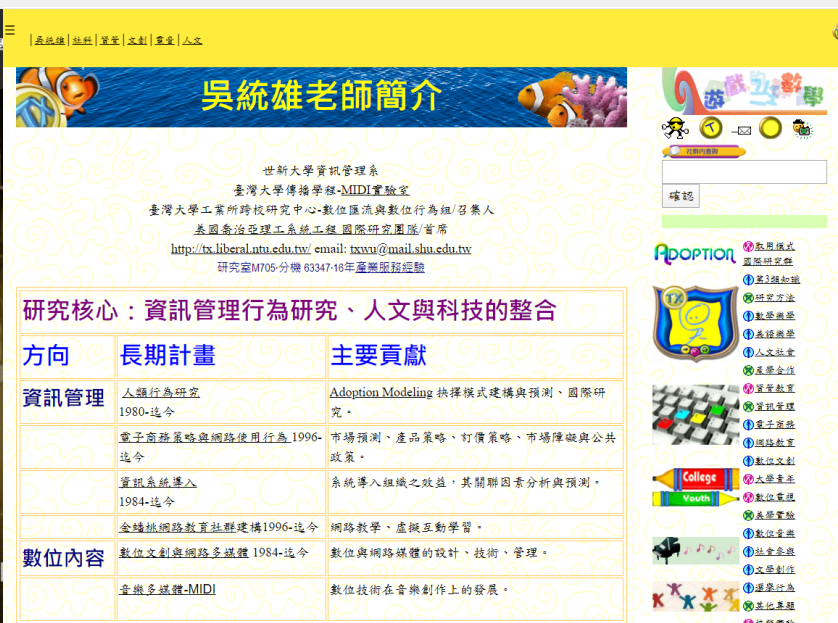 ☰
|吳統雄|社科|資管|文創|電音|人文
吳統雄老師簡介
世新大學資訊管理系
臺灣大學傳播學程-MIDI實驗室
臺灣大學工業所跨校研究中心-數位匯流與數位行為組/召集人
美國喬治亞理工系統工程 國際研究團隊/首席
http://tx.liberal.ntu.edu.tw/ email: txwu@mail.shu.edu.tw
研究室M705-分機 63347-16年產業服務經驗
研究核心：資訊管理行為研究、人文與科技的整合
方向 長期計畫 主要貢獻
資訊管理 人類行為研究 1980-迄今 Adoption Modeling 抉擇模式建構與預測、國際研究。
電子商務策略與網路使用行為 1996-迄今 市場預測、產品策略、訂價策略、市場障礙與公共政策。
資訊系統導入 1984-迄今 系統導入組織之效益，其關聯因素分析與預測。
金蟠桃網路教育社群建構1996-迄今 網路教學、虛擬互動學習。
數位內容 數位文創與網路多媒體 1984-迄今 數位與網路媒體的設計、技術、管理。
音樂多媒體-MIDI 數位技術在音樂創作上的發展。
遊戲 數學
社群內查詢
確認
ADOPTION
取用模式
國際研究群
第3類知識
研究方法
數學樂學
英語樂學
人文社會
產學合作
TX
資管教育
資訊管理
電子商務
網路教育
數位文創
College
Youth
大學青年
數位電視
美學實驗
數位音樂
社會參與
文學創作
選舉行為
其他專題